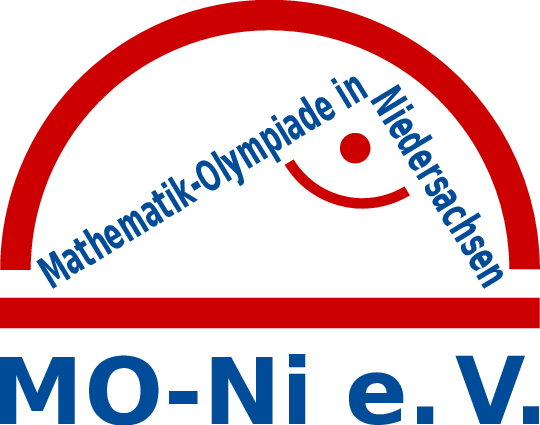 Mathematik-Olympiade in
Niedersachsen
MO-Ni e. V.